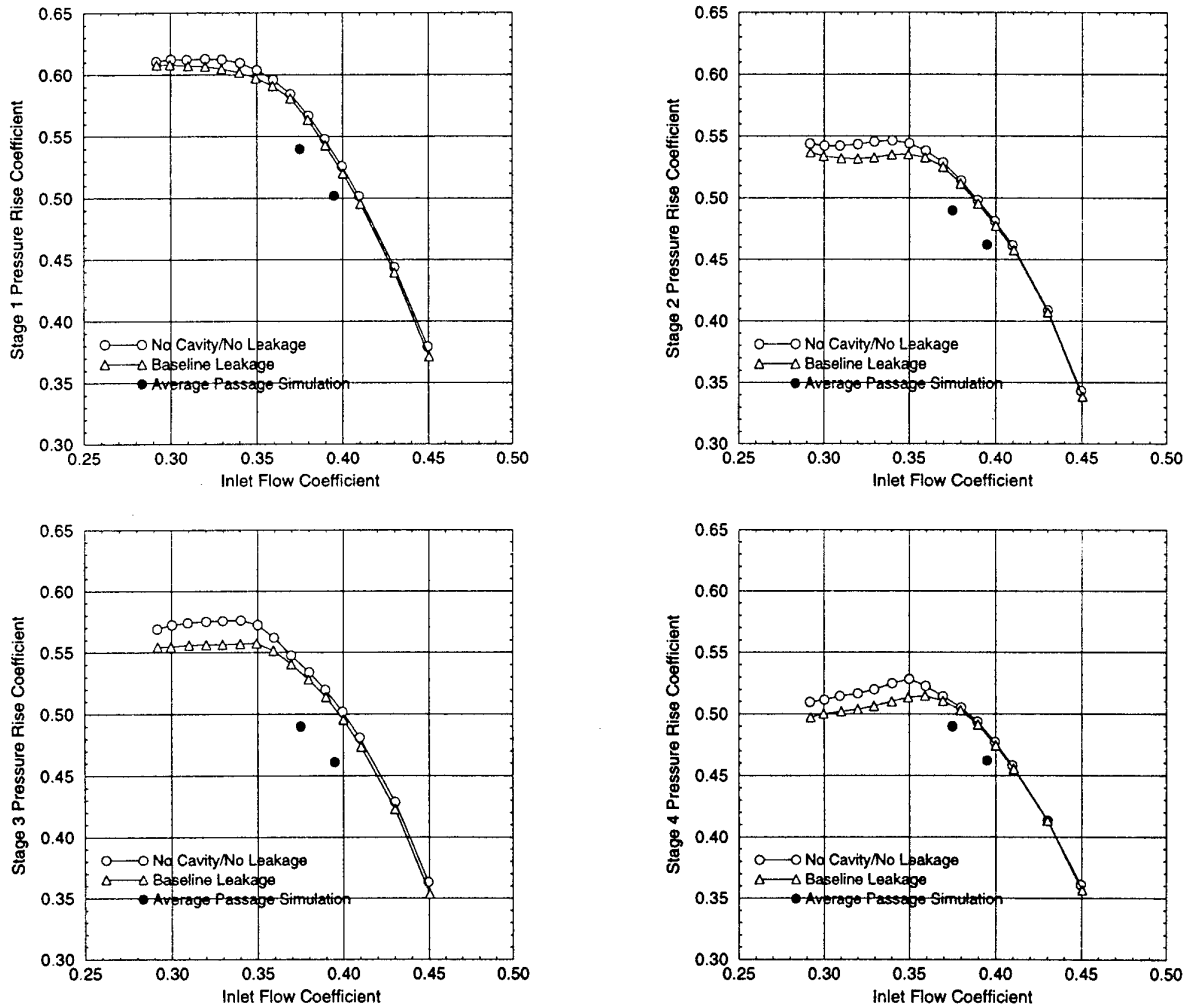 0.65
0.60
0.55
0.50
0.45
0.40
0.35
0.30
Stage 1 Pressure Rise Coefficient
No Cavity/No Leakage
Baseline Leakage
Average Passage Simulation
0.25 0.30 0.35 0.40 0.45 0.50
Inlet Flow Coefficient
0.65
0.60
0.55
0.50
0.45
0.40
0.35
0.30
Stage 2 Pressure Rise Coefficient
No Cavity/No Leakage
Baseline Leakage
Average Passage Simulation
0.25 0.30 0.35 0.40 0.45 0.50
Inlet Flow Coefficient
0.65
0.60
0.55
0.50
0.45
0.40
0.35
0.30
Stage 3 Pressure Rise Coefficient
No Cavity/No Leakage
Baseline Leakage
Average Passage Simulation
0.25 0.30 0.35 0.40 0.45 0.50
Inlet Flow Coefficient
0.65
0.60
0.55
0.50
0.45
0.40
0.35
0.30
Stage 4 Pressure Rise Coefficient
No Cavity/No Leakage
Baseline Leakage
Average Passage Simulation
0.25 0.30 0.35 0.40 0.45 0.50
Inlet Flow Coefficient